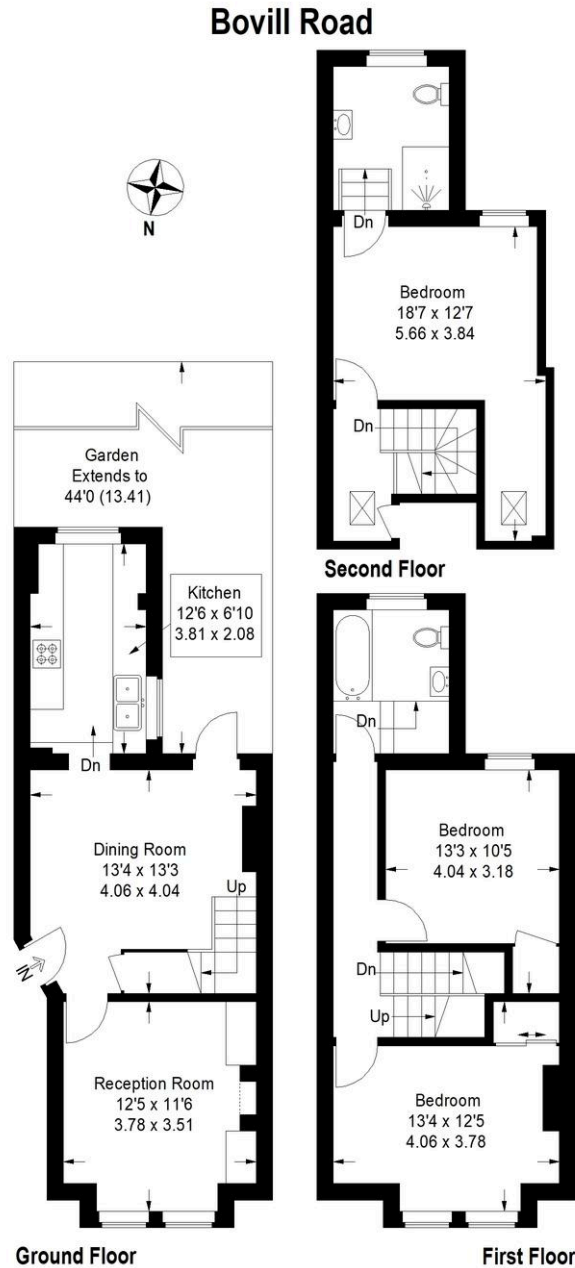 Bovill Road
N
Dn
Bedroom
18'7 x 12'7
5.66 x 3.84
Dn
Second Floor
Garden
Extends to
44'0 (13.41)
Kitchen
12'6 x 6'10
3.81 x 2.08
Dn
Dining Room
13'4 x 13'3
4.06 x 4.04
Up
IN
Reception Room
12'5 x 11'6
3.78 x 3.51
Ground Floor
Dn
Bedroom
13'3 x 10'5
4.04 x 3.18
Dn
Up
Bedroom
13'4 x 12'5
4.06 x 3.78
First Floor